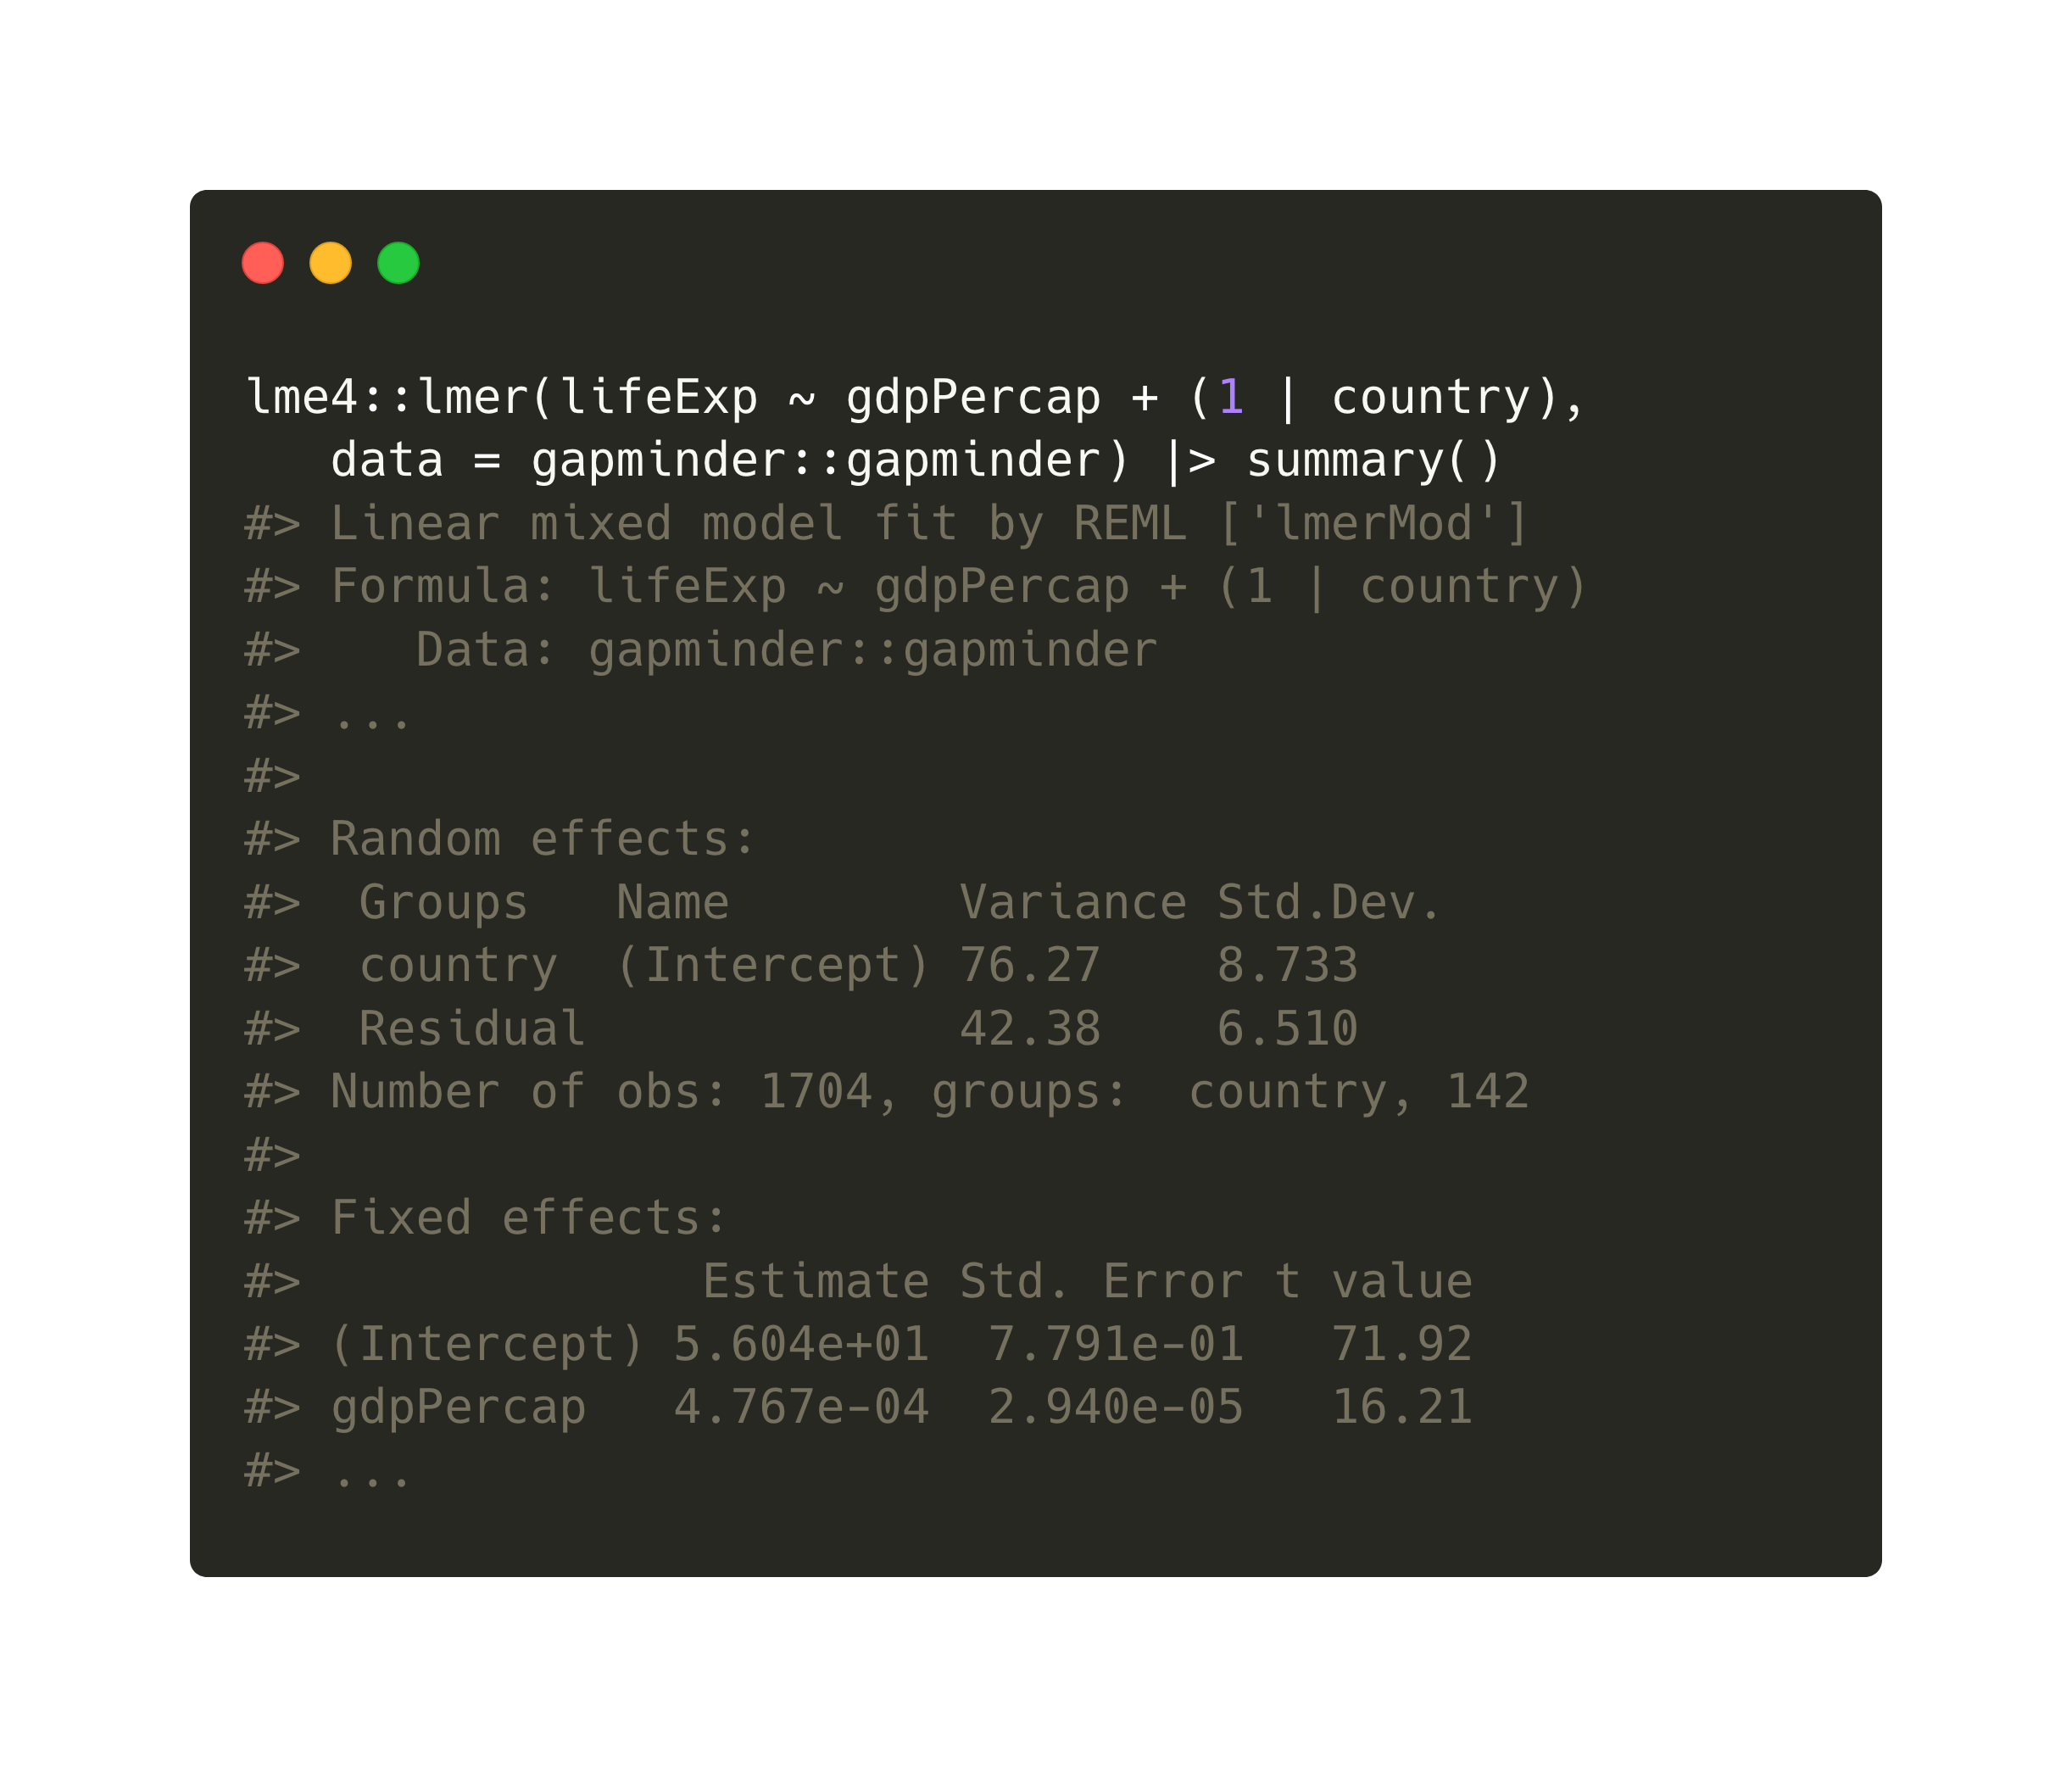 lme4::lmer(lifeExp ~ gdpPercap + (1 | country),
   data = gapminder::gapminder) |> summary()
#> Linear mixed model fit by REML ['lmerMod']
#> Formula: lifeExp ~ gdpPercap + (1 | country)
#>    Data: gapminder::gapminder
#> ...
#>
#> Random effects:
#>  Groups   Name        Variance Std.Dev.
#>  country  (Intercept) 76.27    8.733
#>  Residual             42.38    6.510
#> Number of obs: 1704, groups:  country, 142
#>
#> Fixed effects:
#>              Estimate Std. Error t value
#> (Intercept) 5.604e+01  7.791e-01   71.92
#> gdpPercap   4.767e-04  2.940e-05   16.21
#> ...